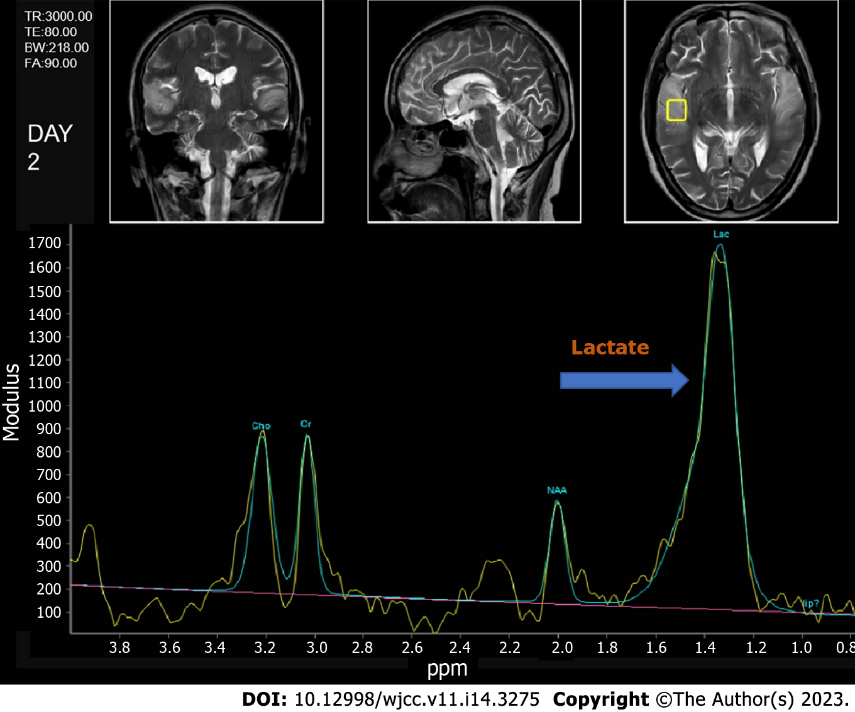 TR:3000.00
TE:80.00
BW:218.00
FA:90.00
DAY
2
Lac
1700
1600
1500
1400
1300
1200
1100
1000
900
800
700
600
500
400
300
200
100
Modulus
Lactate
Cho
Cr
NAA
lip?
3.8 3.6 3.4 3.2 3.0 2.8 2.6 2.4 2.2 2.0 1.8 1.6 1.4 1.2 1.0 0.8
ppm
DOI: 10.12998/wjcc.v11.i14.3275 Copyright ©The Author(s) 2023.